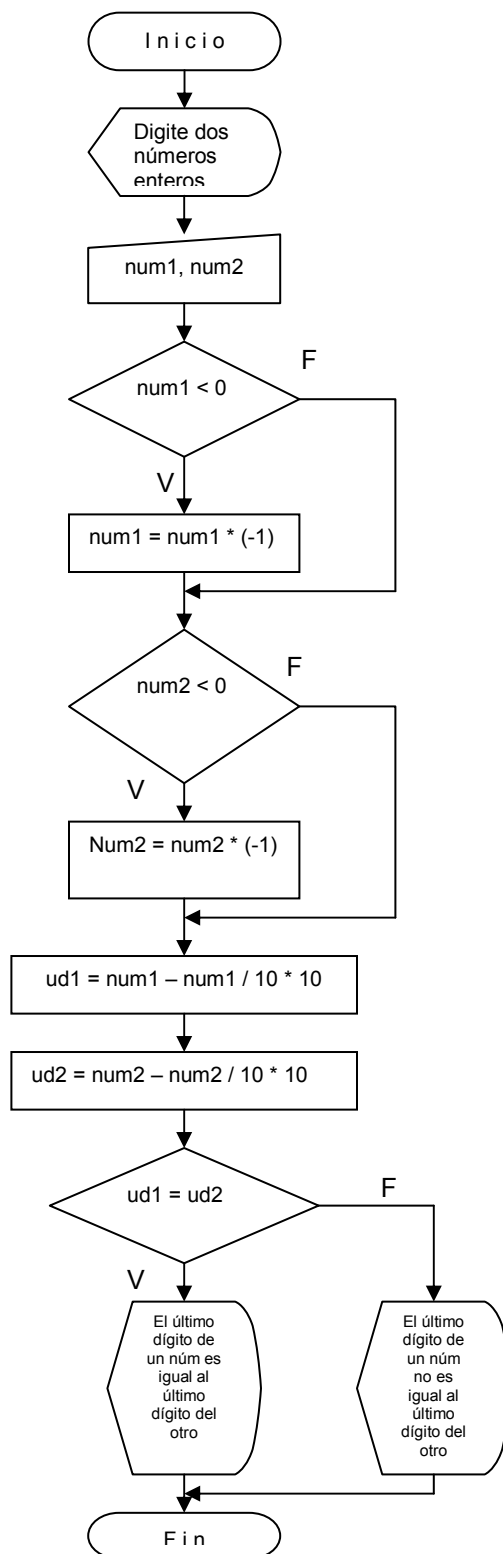 I n i c i o
Digite dos
números
enteros
num1, num2
num1 < 0
F
V
num1 = num1 * (-1)
num2 < 0
F
V
Num2 = num2 * (-1)
ud1 = num1 – num1 / 10 * 10
ud2 = num2 – num2 / 10 * 10
ud1 = ud2
F
V
El último
dígito de
un núm es
igual al
último
dígito del
otro
El último
dígito de
un núm
no es
igual al
último
dígito del
otro
F i n